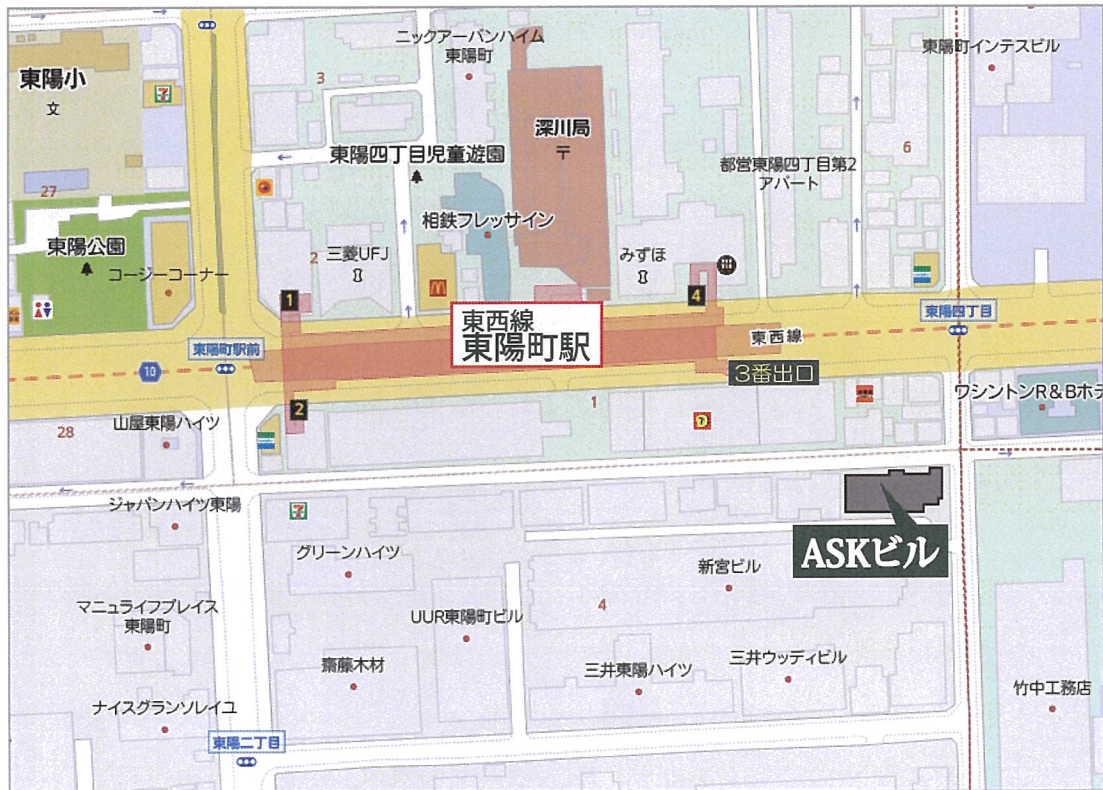 ニックアーバンハイム
東陽町
東陽町インテスビル
東陽小
文
3
深川局
東陽四丁目児童遊園
都営東陽四丁目第2
アパート
6
27
相鉄フレッサイン
東陽公園
コージーコーナー
2
三菱UFJ
みずほ
1
4
東西線
東陽町駅
東陽四丁目
東西線
東陽町駅前
10
3番出口
ワシントンR&Bホテ
2
1
28
山屋東陽ハイツ
ジャパンハイツ東陽
7
グリーンハイツ
ASKビル
新宮ビル
マニュライフプレイス
東陽町
UUR東陽町ビル
4
齋藤木材
三井東陽ハイツ
三井ウッディビル
竹中工務店
ナイスグランソレイユ
東陽二丁目